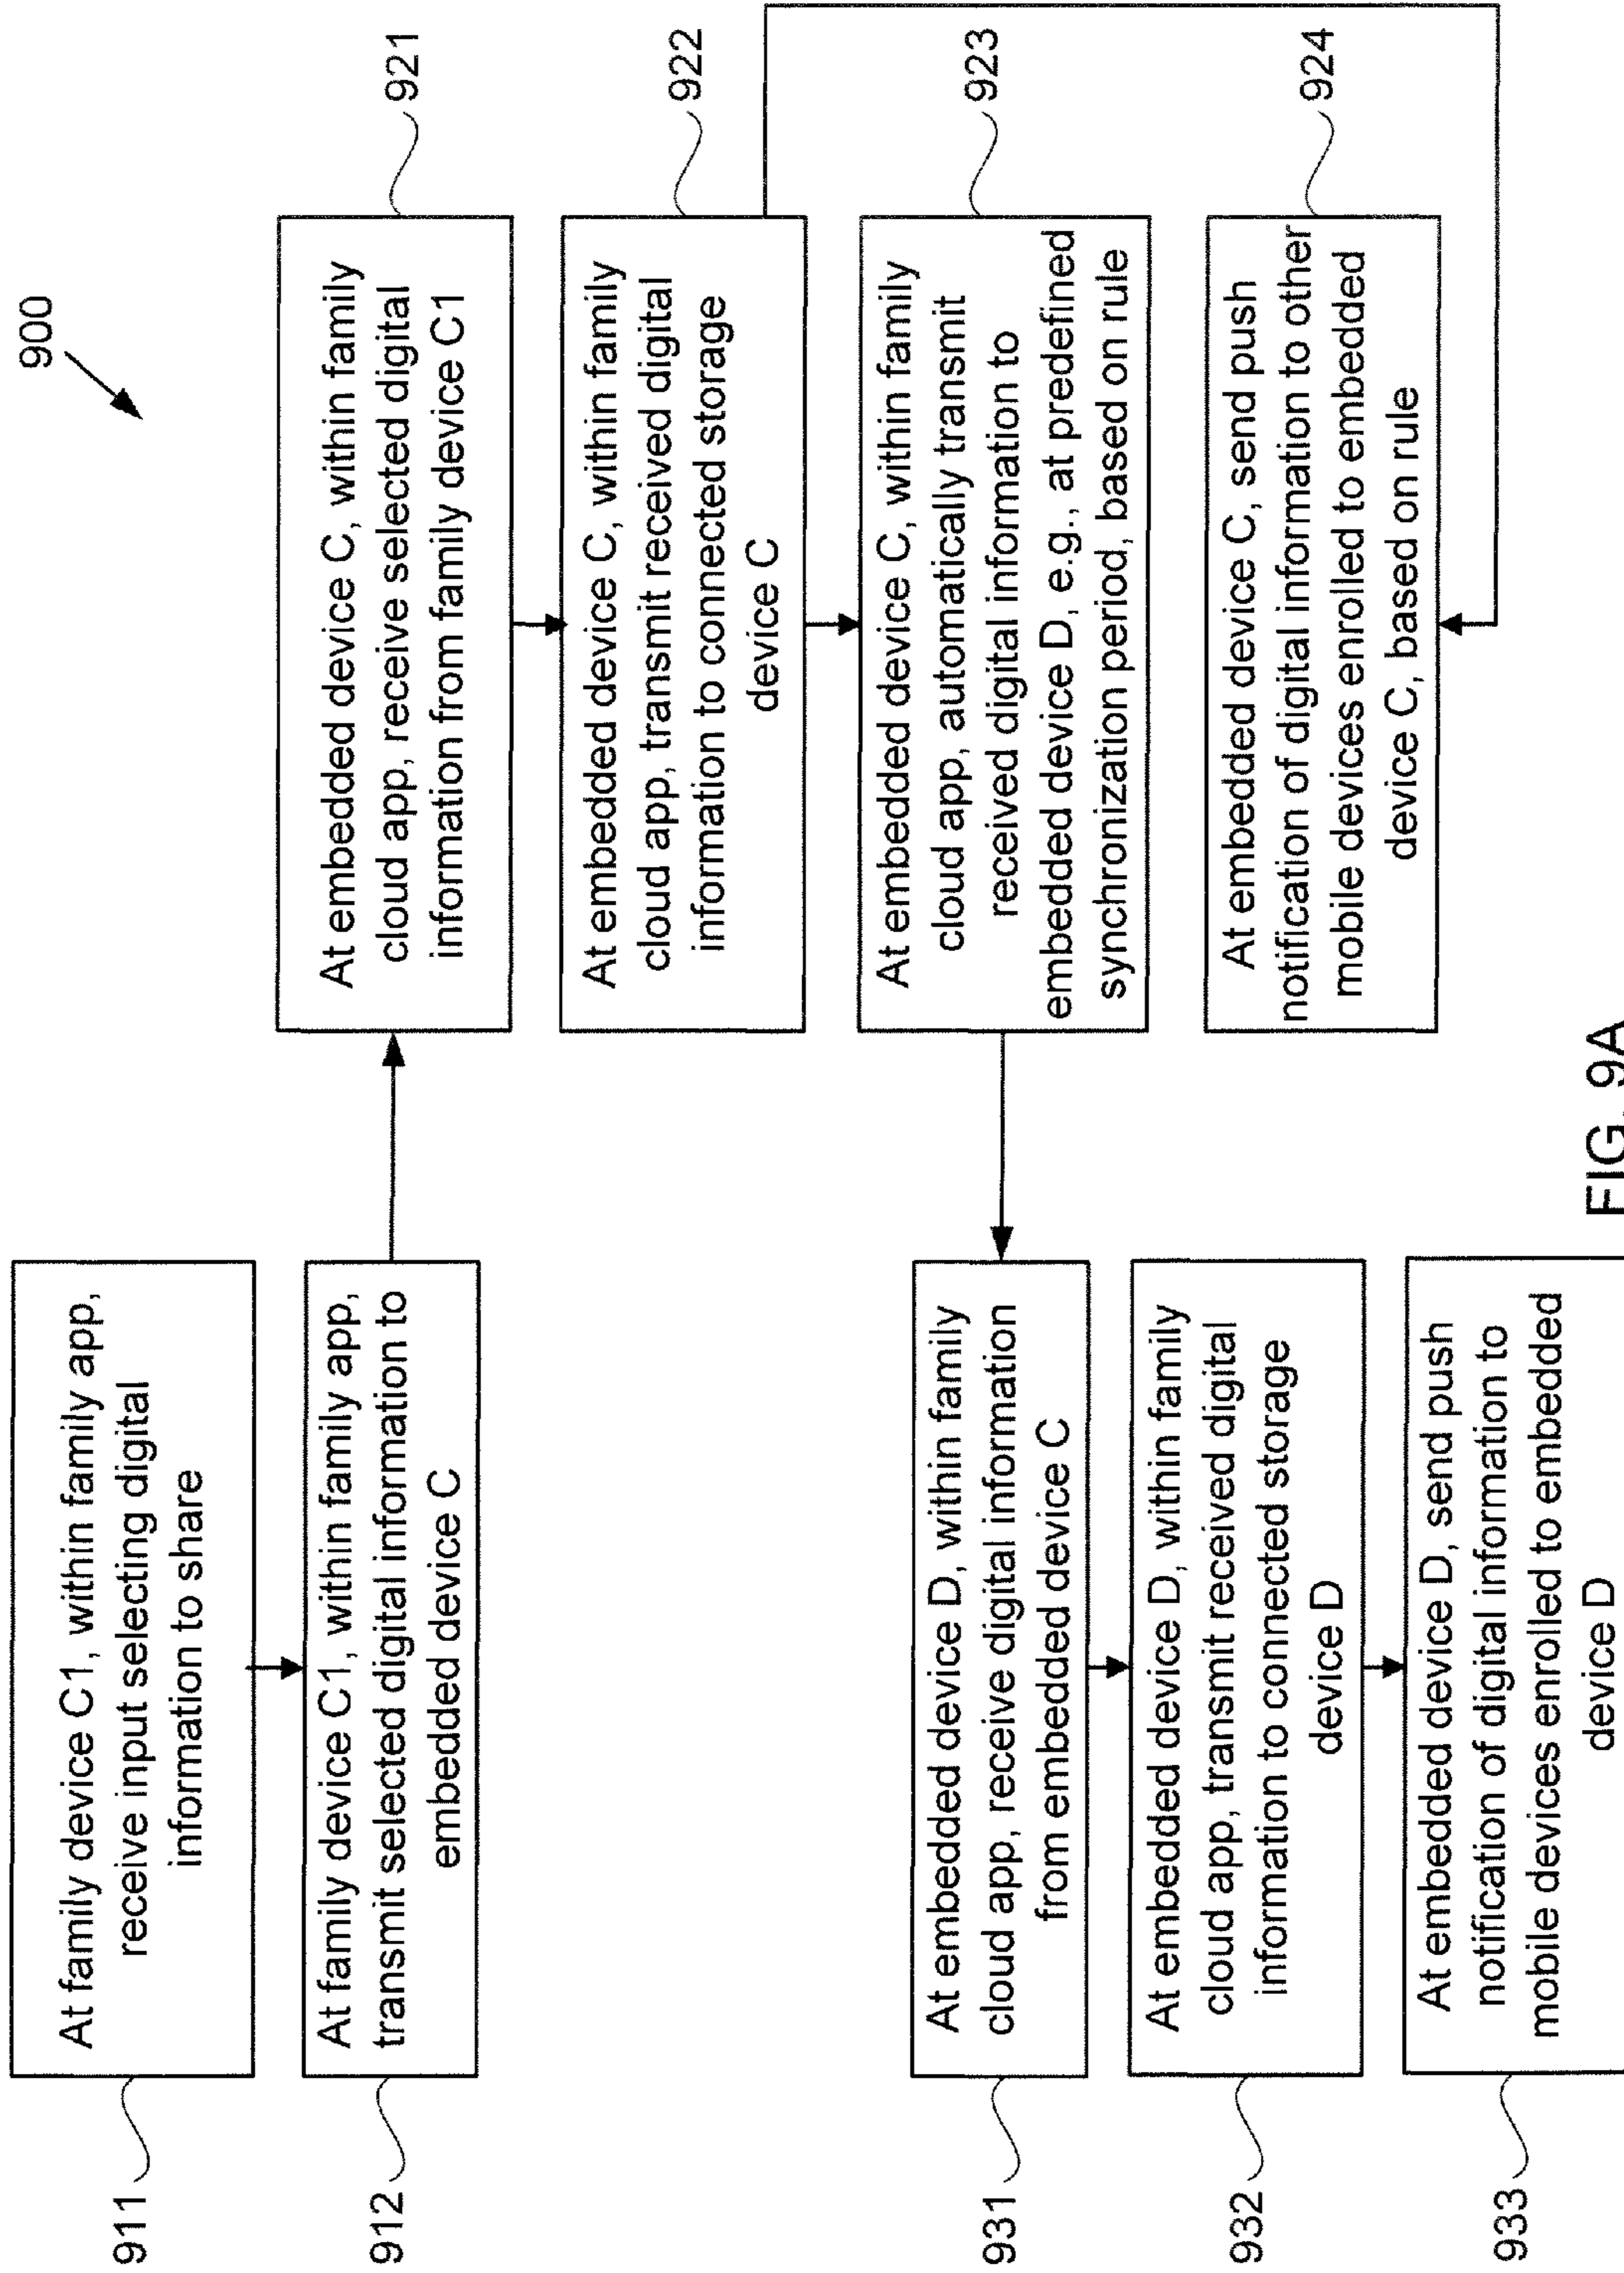 900
911
At family device C1, within family app,
receive input selecting digital
information to share
912
At family device C1, within family app,
transmit selected digital information to
embedded device C
921
At embedded device C, within family
cloud app, receive selected digital
information from family device C1
922
At embedded device C, within family
cloud app, transmit received digital
information to connected storage
device C
923
At embedded device C, within family
cloud app, automatically transmit
received digital information to
embedded device D, e.g., at predefined
synchronization period, based on rule
924
At embedded device C, send push
notification of digital information to other
mobile devices enrolled to embedded
device C, based on rule
931
At embedded device D, within family
cloud app, receive digital information
from embedded device C
932
At embedded device D, within family
cloud app, transmit received digital
information to connected storage
device D
933
At embedded device D, send push
notification of digital information to
mobile devices enrolled to embedded
device D
FIG. 9A